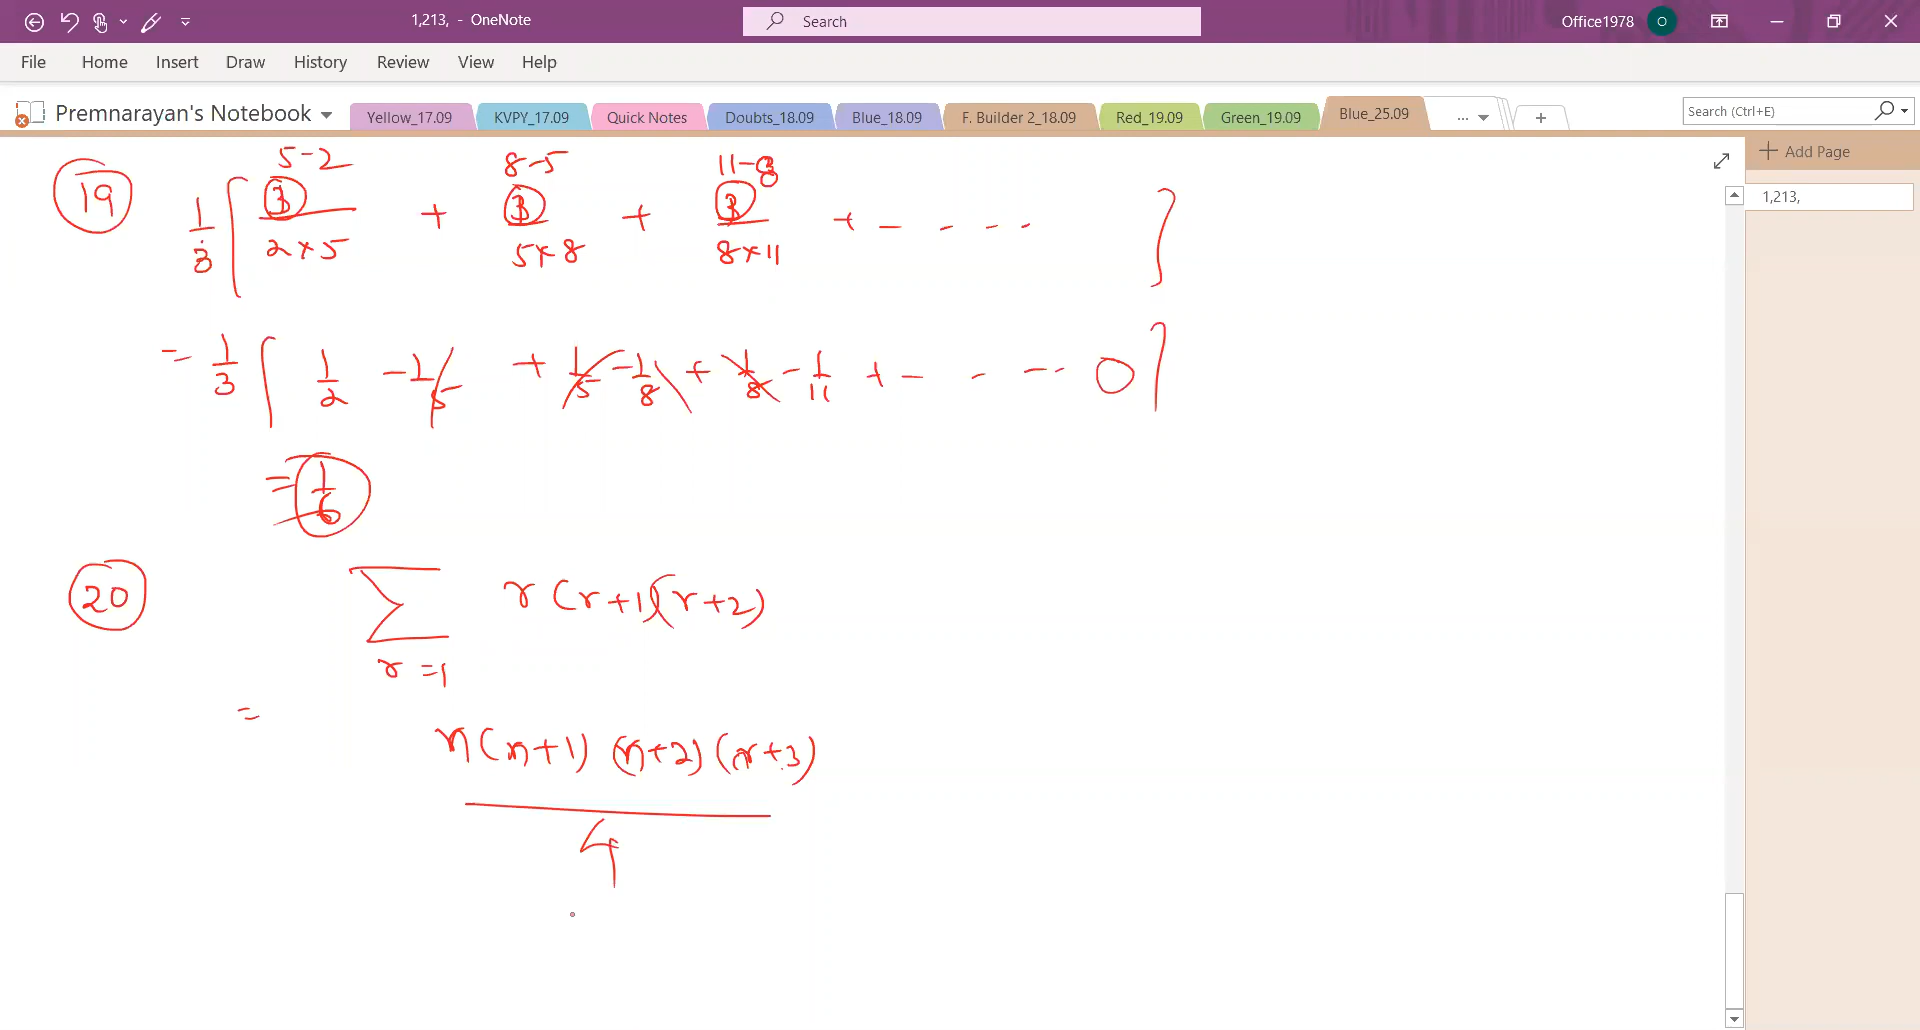 1,213, - OneNote
Search
Office1978 O
File Home Insert Draw History Review View Help
Premnarayan's Notebook
Yellow_17.09 KVPY_17.09 Quick Notes Doubts_18.09 Blue_18.09 F. Builder 2_18.09 Red_19.09 Green_19.09 Blue_25.09 ... +
Search (Ctrl+E)
+ Add Page
1,213,
19
5-2 8-5 11-8
1/3 [ 3/(2×5) + 3/(5×8) + 3/(8×11) + - - - - - ]
= 1/3 [ 1/2 - 1/5 + 1/5 - 1/8 + 1/8 - 1/11 + - - - - 0 ]
= 1/6
20
∑ r(r+1)(r+2)
r=1
=
n(n+1)(n+2)(n+3)
4